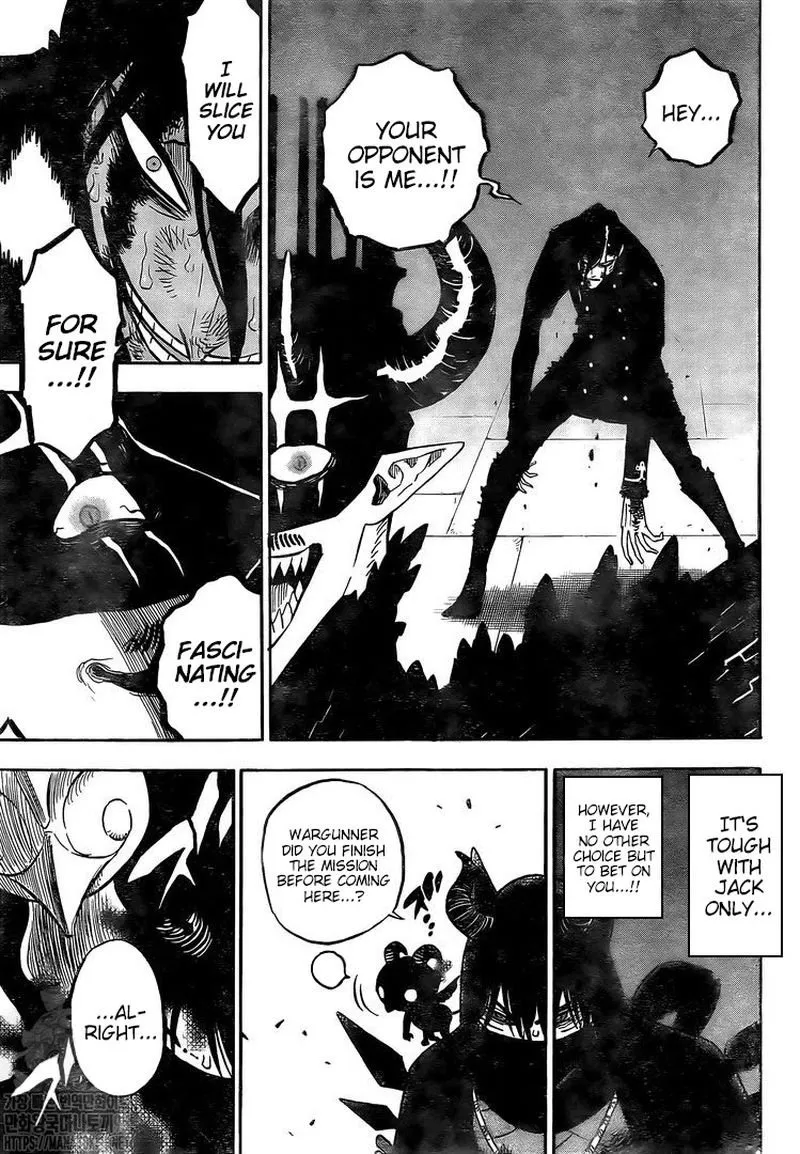 HEY...
YOUR
OPPONENT
IS ME...!!
I
WILL
SLICE
YOU
FOR
SURE
...!!
FASCI-
NATING
...!!
IT'S
TOUGH
WITH
JACK
ONLY...
HOWEVER,
I HAVE
NO OTHER
CHOICE BUT
TO BET ON
YOU...!!
WARGUNNER
DID YOU FINISH
THE MISSION
BEFORE COMING
HERE...?
...AL-
RIGHT...